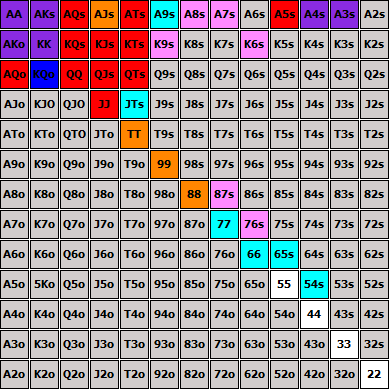 AA AKs AQs AJs ATs A9s A8s A7s A6s A5s A4s A3s A2s
AKo KK KQs KJs KTs K9s K8s K7s K6s K5s K4s K3s K2s
AQo KQo QQ QJs QTs Q9s Q8s Q7s Q6s Q5s Q4s Q3s Q2s
AJo KJO QJO JJ JTs J9s J8s J7s J6s J5s J4s J3s J2s
ATo KTo QTO JTo TT T9s T8s T7s T6s T5s T4s T3s T2s
A9o K9o Q9o J9o T9o 99 98s 97s 96s 95s 94s 93s 92s
A8o K8o Q8o J8o T8o 98o 88 87s 86s 85s 84s 83s 82s
A7o K7o Q7o J7o T7o 97o 87o 77 76s 75s 74s 73s 72s
A6o K6o Q6o J6o T6o 96o 86o 76o 66 65s 64s 63s 62s
A5o 5Ko Q5o J5o T5o 95o 85o 75o 65o 55 54s 53s 52s
A4o K4o Q4o J4o T4o 94o 84o 74o 64o 54o 44 43s 42s
A3o K3o Q3o J3o T3o 93o 83o 73o 63o 53o 43o 33 32s
A2o K2o Q2o J2o T2o 92o 82o 72o 62o 52o 42o 32o 22